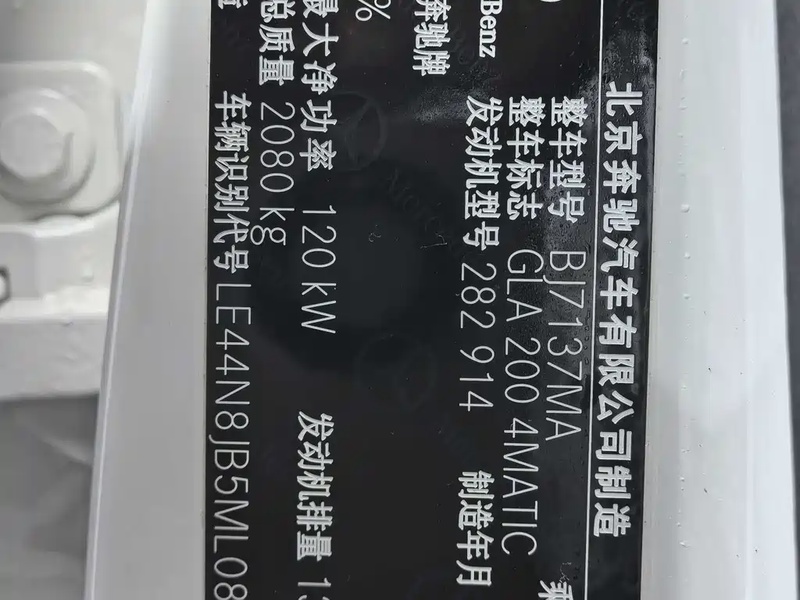 Benz
奔驰牌
北京奔驰汽车有限公司制造
整车型号 BJ7137MA
整车标志 GLA 200 4MATIC
发动机型号 282 914 制造年月
%
最大净功率 120 kW 发动机排量
总质量 2080 kg
车辆识别代号 LE44N8JB5ML08